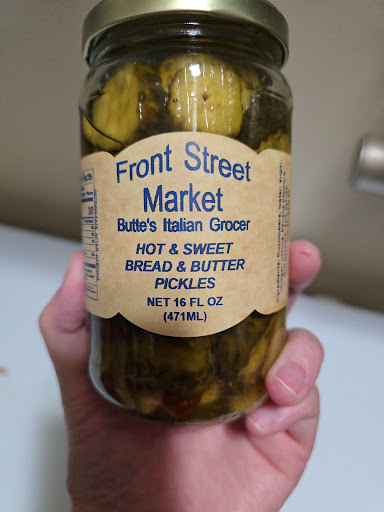 Front Street
Market
Butte's Italian Grocer
HOT & SWEET
BREAD & BUTTER
PICKLES
NET 16 FL OZ
(471ML)